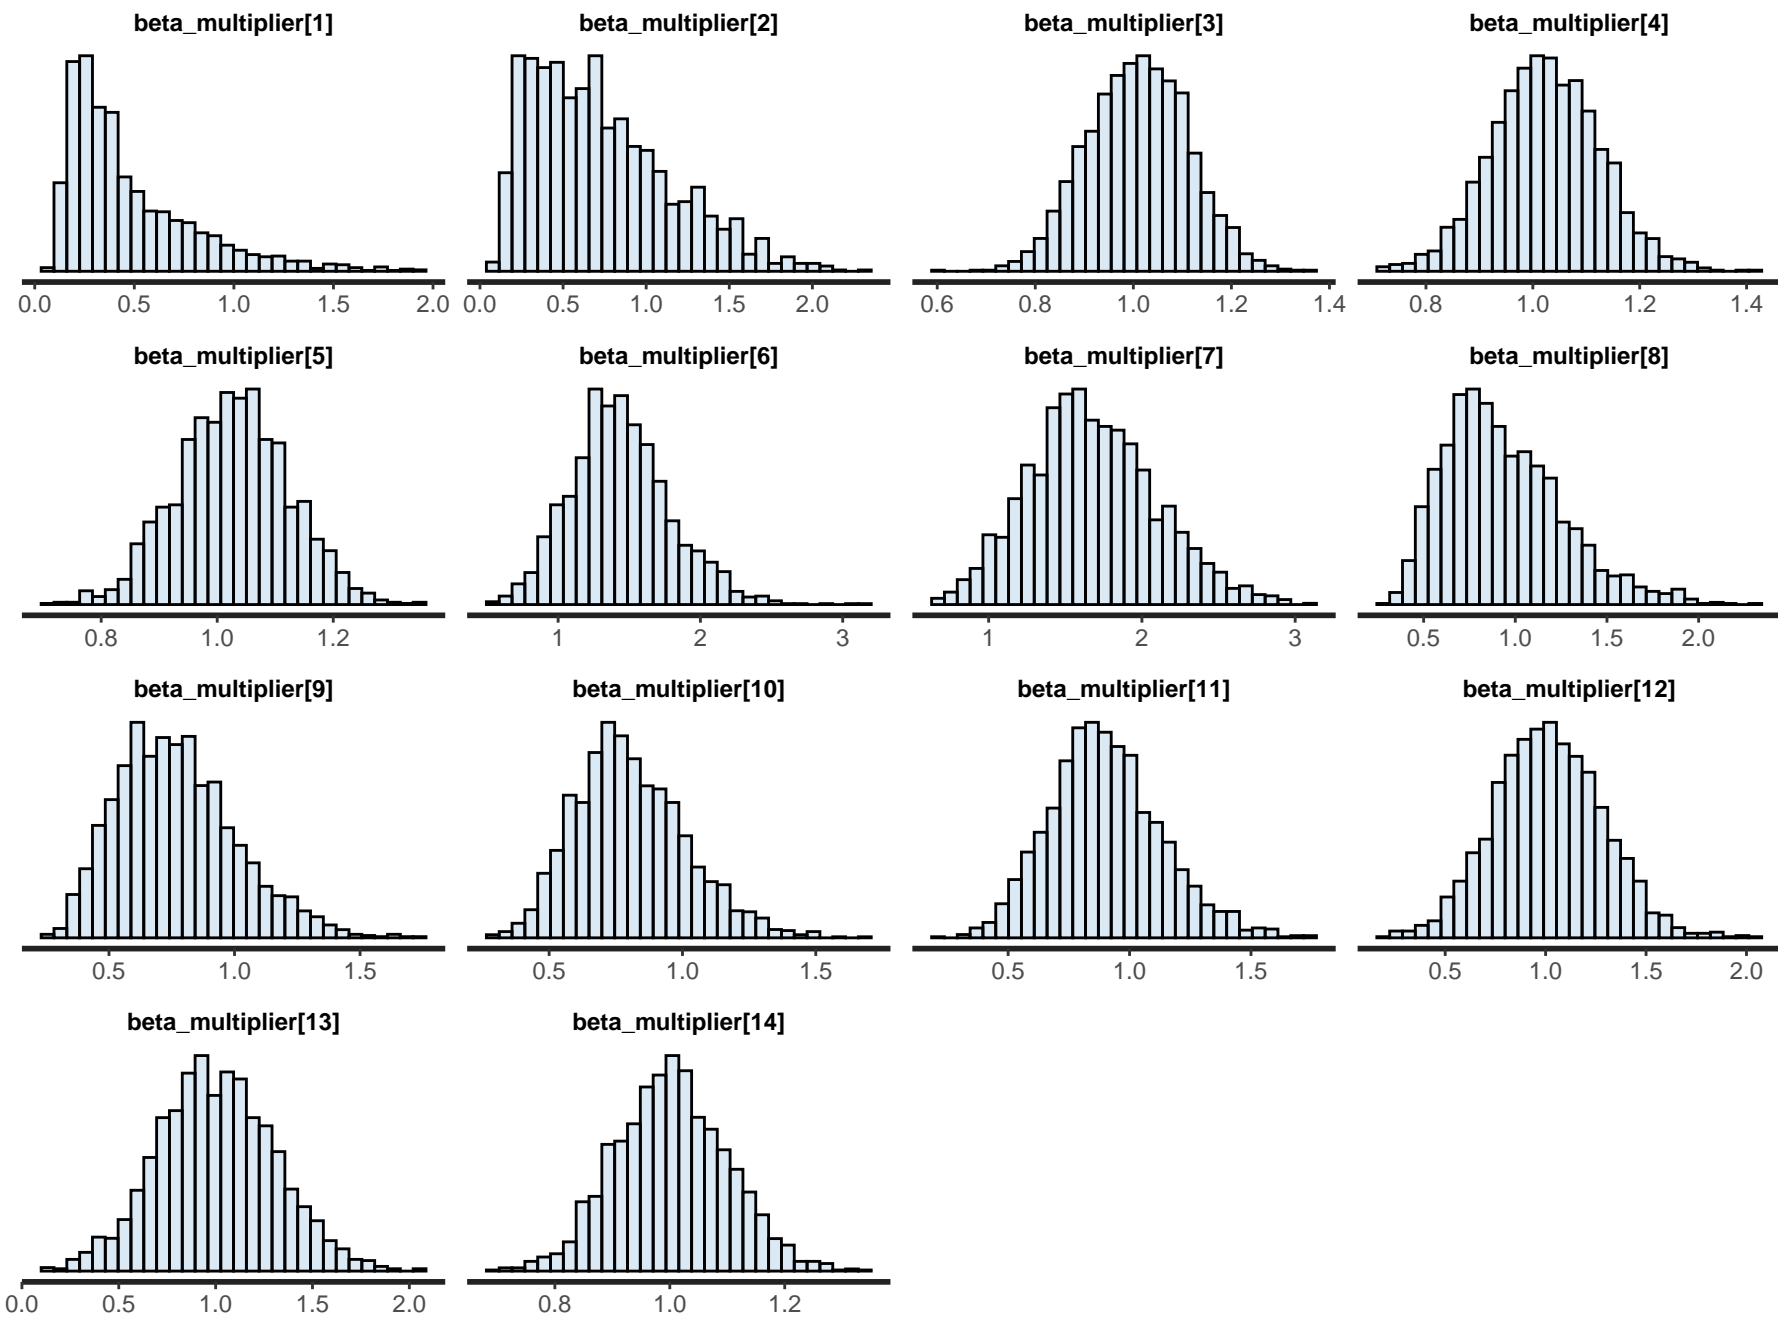 beta_multiplier[1] beta_multiplier[2] beta_multiplier[3] beta_multiplier[4]
0.0 0.5 1.0 1.5 2.0 0.0 0.5 1.0 1.5 2.0 0.6 0.8 1.0 1.2 1.4 0.8 1.0 1.2 1.4
beta_multiplier[5] beta_multiplier[6] beta_multiplier[7] beta_multiplier[8]
0.8 1.0 1.2 1 2 3 1 2 3 0.5 1.0 1.5 2.0
beta_multiplier[9] beta_multiplier[10] beta_multiplier[11] beta_multiplier[12]
0.5 1.0 1.5 0.5 1.0 1.5 0.5 1.0 1.5 0.5 1.0 1.5 2.0
beta_multiplier[13] beta_multiplier[14]
0.0 0.5 1.0 1.5 2.0 0.8 1.0 1.2